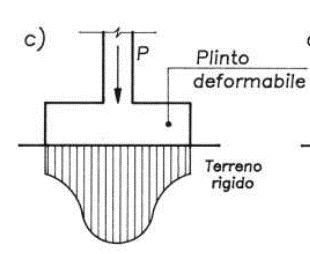 c)
P
Plinto
deformabile
Terreno
rigido